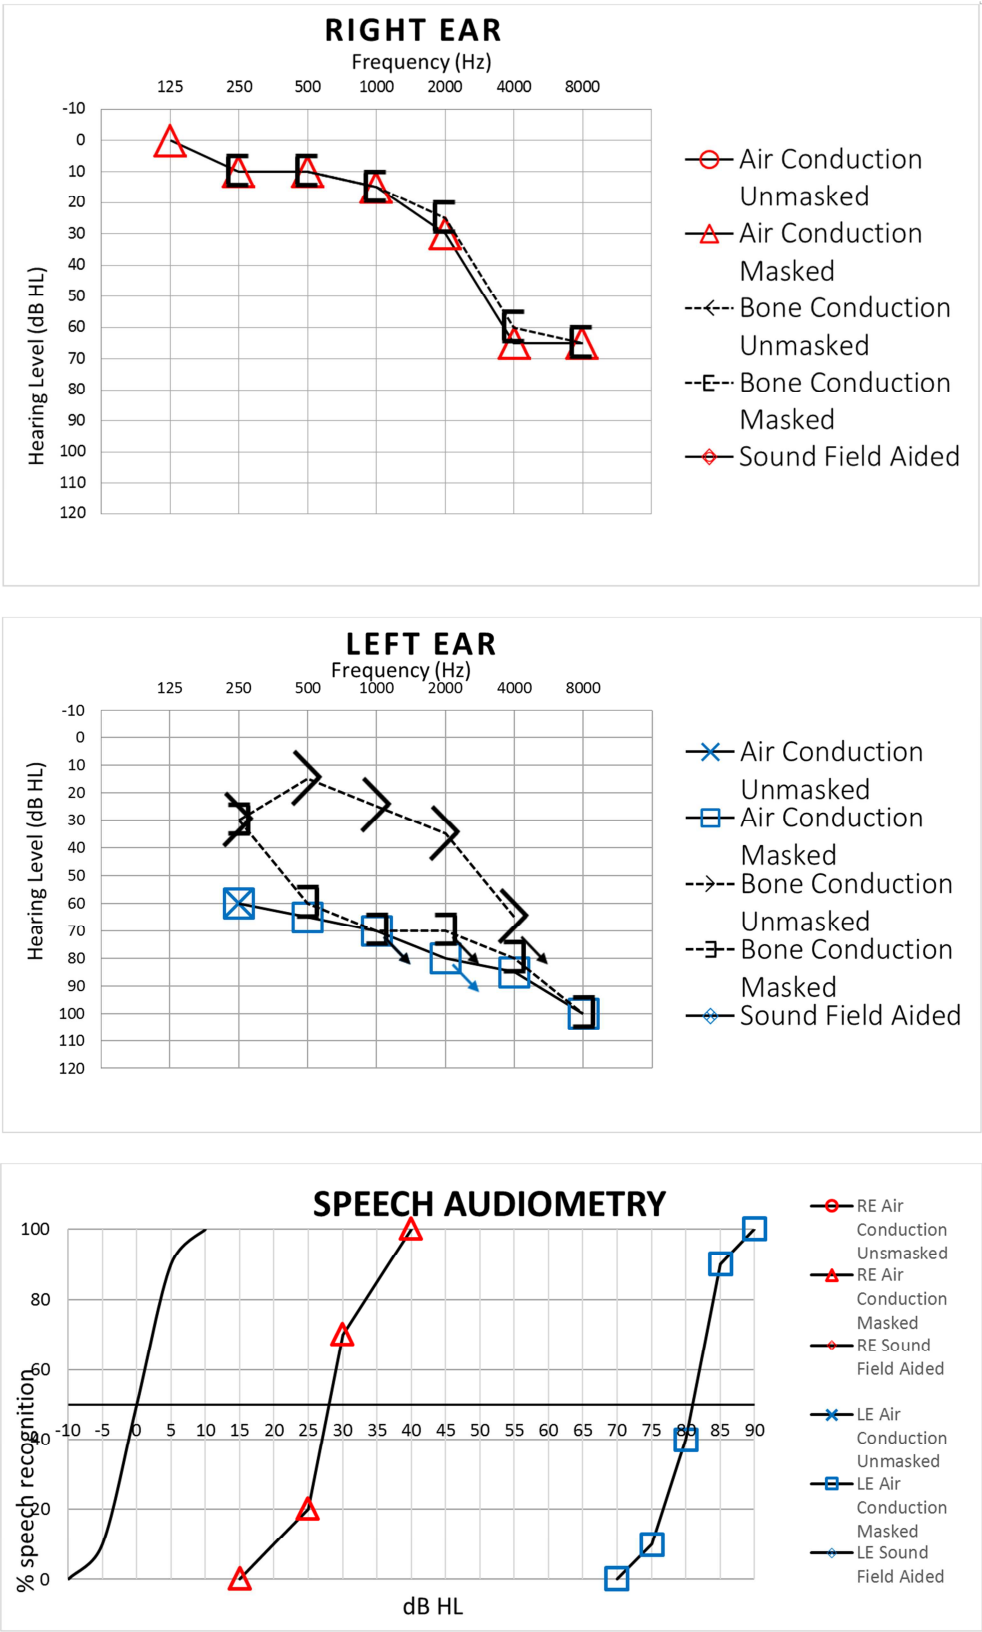 RIGHT EAR
Frequency (Hz)
125 250 500 1000 2000 4000 8000
Hearing Level (dB HL)
-10
0
10
20
30
40
50
60
70
80
90
100
110
120
Air Conduction
Unmasked
Air Conduction
Masked
Bone Conduction
Unmasked
Bone Conduction
Masked
Sound Field Aided
LEFT EAR
Frequency (Hz)
125 250 500 1000 2000 4000 8000
Hearing Level (dB HL)
-10
0
10
20
30
40
50
60
70
80
90
100
110
120
Air Conduction
Unmasked
Air Conduction
Masked
Bone Conduction
Unmasked
Bone Conduction
Masked
Sound Field Aided
SPEECH AUDIOMETRY
% speech recognition
100
80
60
40
20
0
-10 -5 0 5 10 15 20 25 30 35 40 45 50 55 60 65 70 75 80 85 90
dB HL
RE Air
Conduction
Unsmasked
RE Air
Conduction
Masked
RE Sound
Field Aided
LE Air
Conduction
Unmasked
LE Air
Conduction
Masked
LE Sound
Field Aided